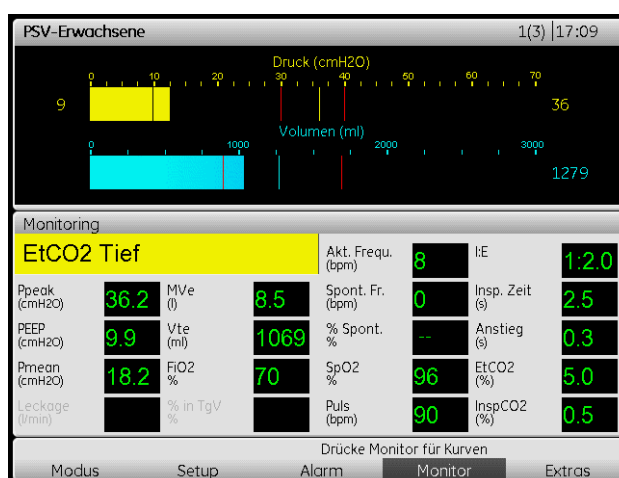 PSV-Erwachsene 1(3) 17:09
Druck (cmH2O)
0 10 20 30 40 50 60 70
9 36
Volumen (ml)
0 1000 2000 3000
1279
Monitoring
EtCO2 Tief
Akt. Frequ. (bpm) 8
I:E 1:2.0
Ppeak (cmH2O) 36.2
MVe (l) 8.5
Spont. Fr. (bpm) 0
Insp. Zeit (s) 2.5
PEEP (cmH2O) 9.9
Vte (ml) 1069
% Spont. % --
Anstieg (s) 0.3
Pmean (cmH2O) 18.2
FiO2 % 70
SpO2 % 96
EtCO2 (%) 5.0
Leckage (l/min)
% in TgV %
Puls (bpm) 90
InspCO2 (%) 0.5
Drücke Monitor für Kurven
Modus Setup Alarm Monitor Extras